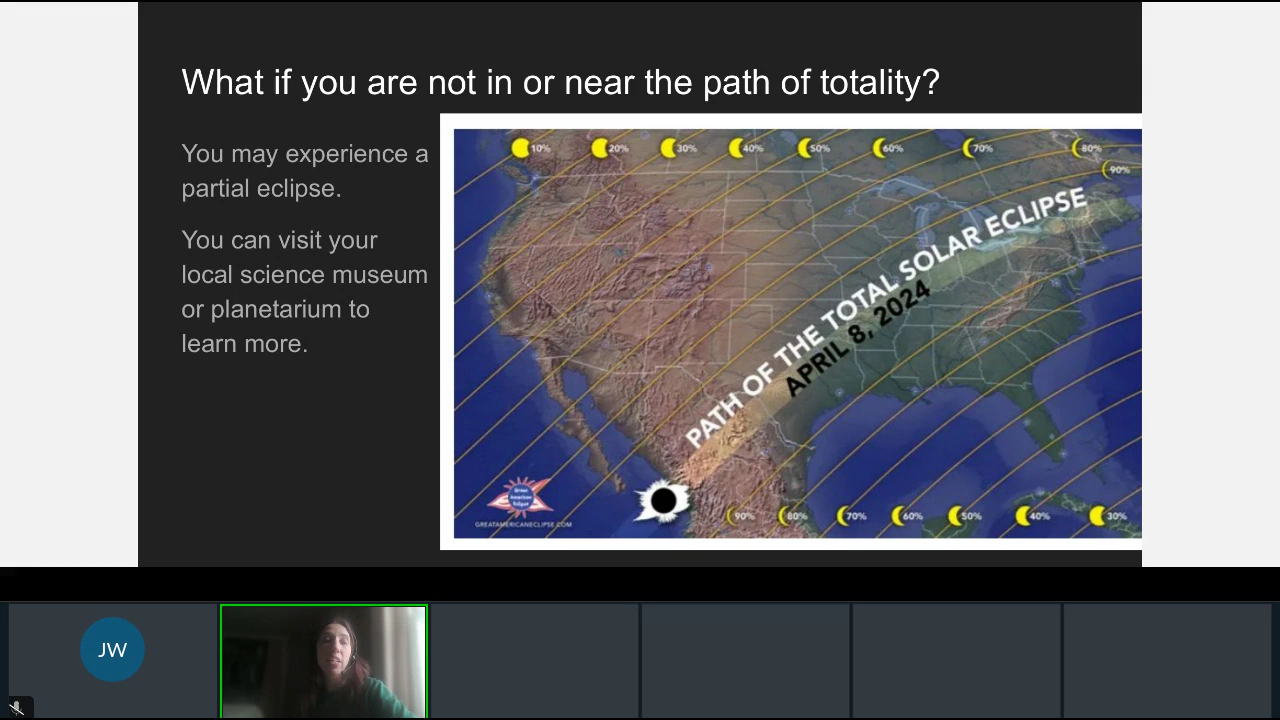 What if you are not in or near the path of totality?
You may experience a
partial eclipse.
You can visit your
local science museum
or planetarium to
learn more.
10% 20% 30% 40% 50% 60% 70% 80%
90%
PATH OF THE TOTAL SOLAR ECLIPSE
APRIL 8, 2024
Great
American
Eclipse
GREATAMERICANECLIPSE.COM
90% 80% 70% 60% 50% 40% 30%
JW